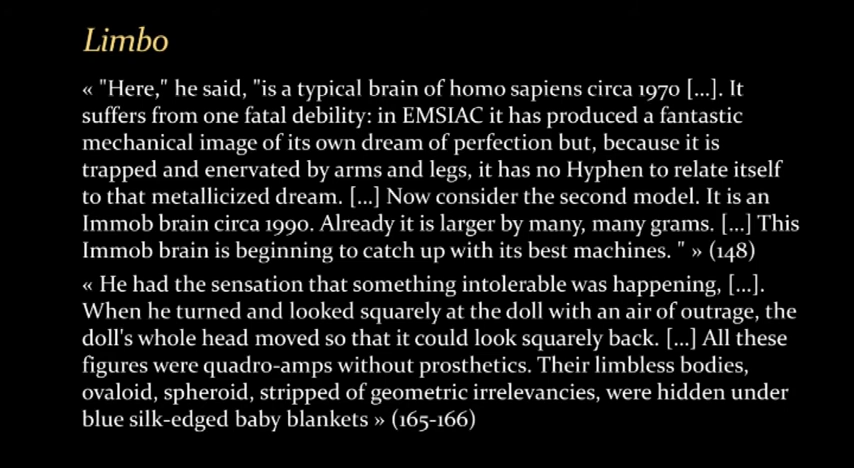 Limbo
« "Here," he said, "is a typical brain of homo sapiens circa 1970 [...]. It
suffers from one fatal debility: in EMSIAC it has produced a fantastic
mechanical image of its own dream of perfection but, because it is
trapped and enervated by arms and legs, it has no Hyphen to relate itself
to that metallicized dream. [...] Now consider the second model. It is an
Immob brain circa 1990. Already it is larger by many, many grams. [...] This
Immob brain is beginning to catch up with its best machines. " » (148)
« He had the sensation that something intolerable was happening, [...].
When he turned and looked squarely at the doll with an air of outrage, the
doll's whole head moved so that it could look squarely back. [...] All these
figures were quadro-amps without prosthetics. Their limbless bodies,
ovaloid, spheroid, stripped of geometric irrelevancies, were hidden under
blue silk-edged baby blankets » (165-166)